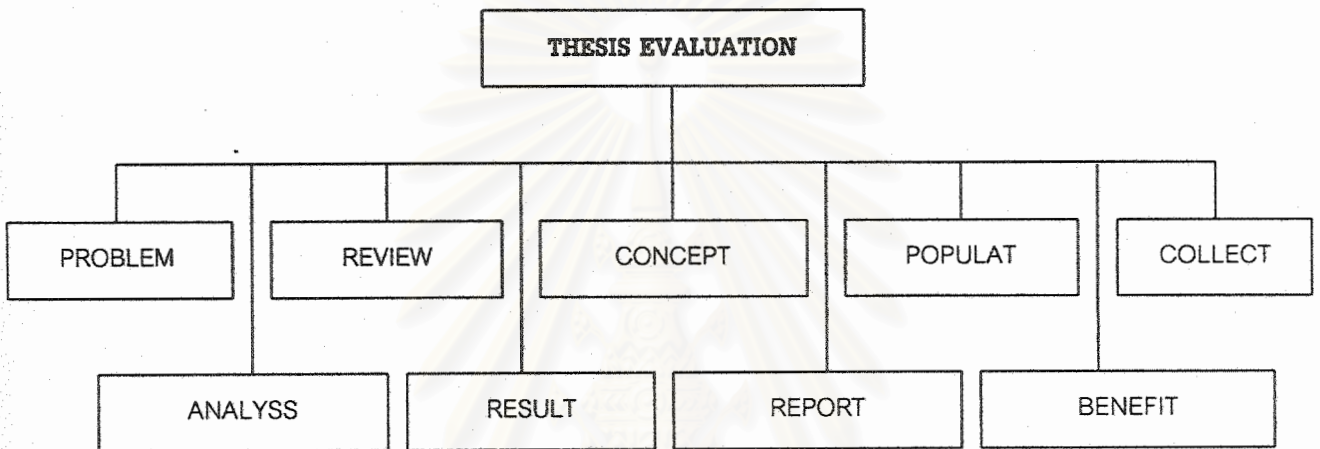 THESIS EVALUATION
PROBLEM
REVIEW
CONCEPT
POPULAT
COLLECT
ANALYSS
RESULT
REPORT
BENEFIT